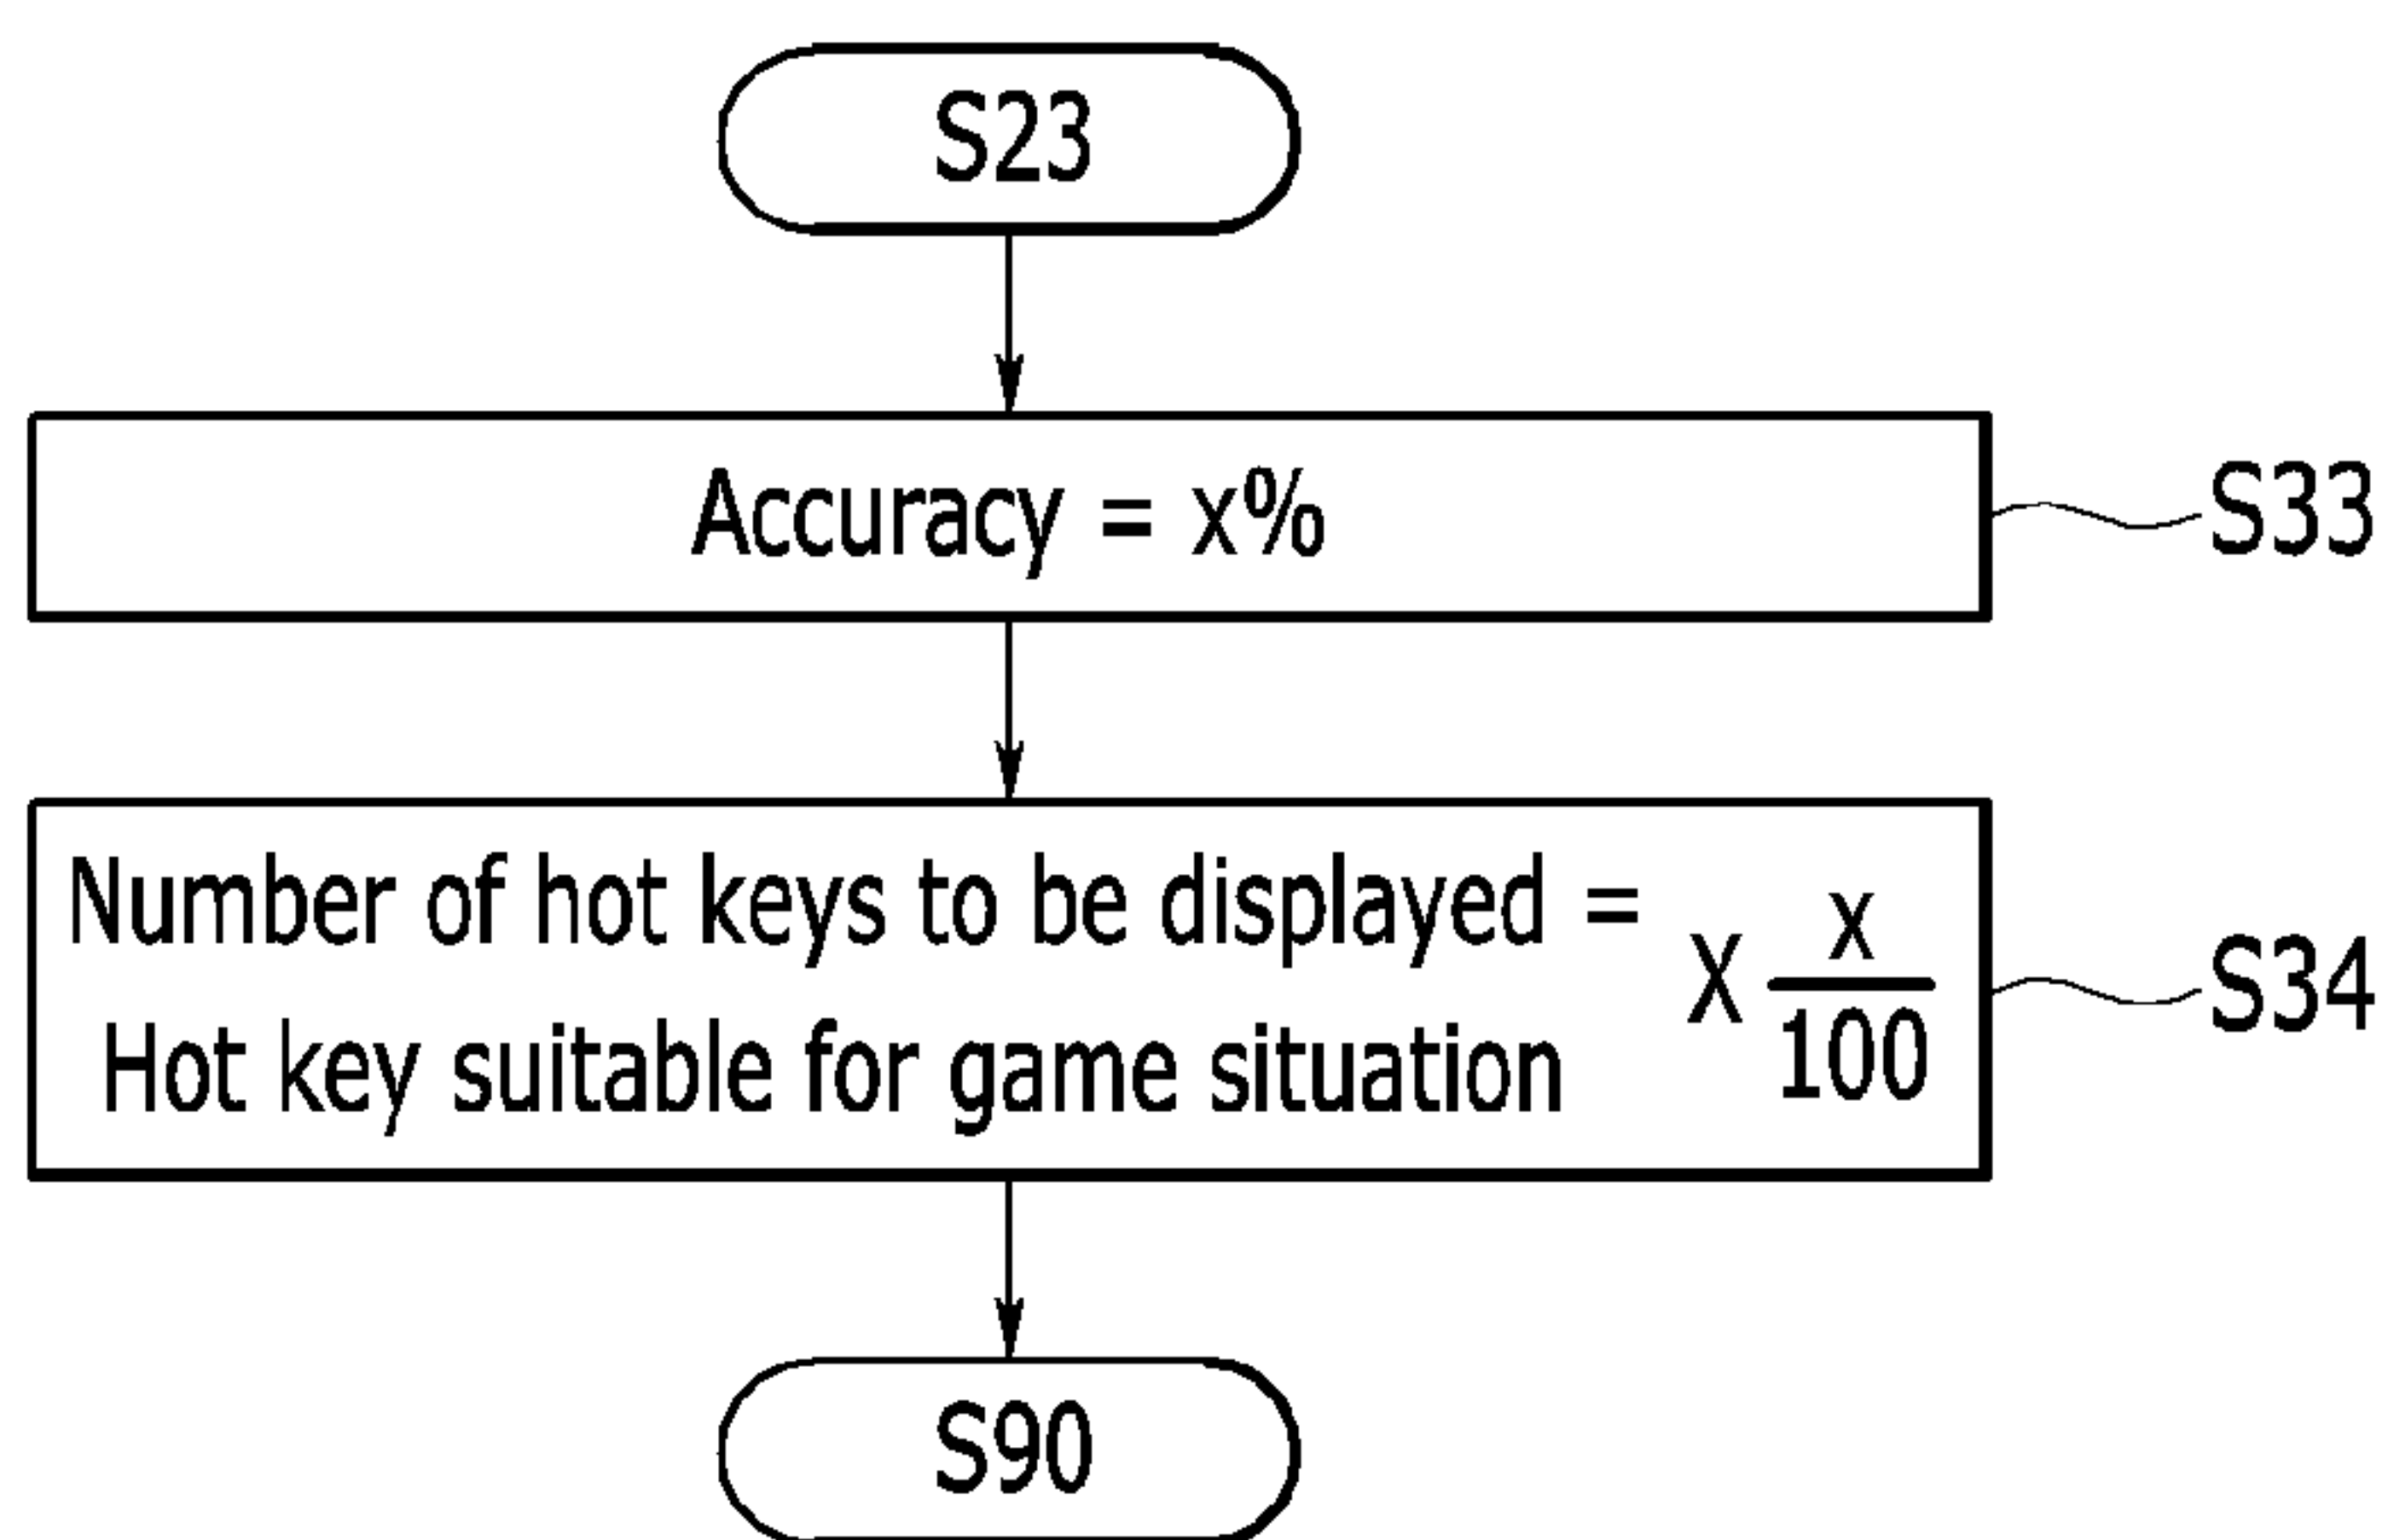 S23
Accuracy = x%
S33
Number of hot keys to be displayed =
Hot key suitable for game situation
X x/100
S34
S90